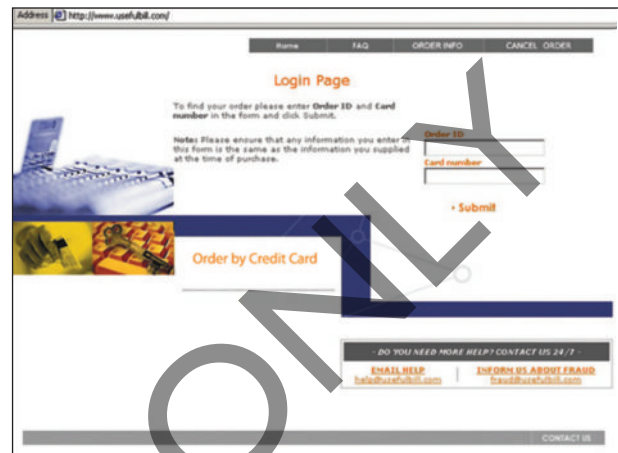 Address http://www.usefulbill.com/
Home FAQ ORDER INFO CANCEL ORDER
Login Page
To find your order please enter Order ID and Card
number in the form and click Submit.
Note: Please ensure that any information you enter in
this form is the same as the information you supplied
at the time of purchase.
Order ID
Card number
Submit
Order by Credit Card
- DO YOU NEED MORE HELP? CONTACT US 24/7 -
EMAIL HELP INFORM US ABOUT FRAUD
help@usefulbill.com fraud@usefulbill.com
CONTACT US
ONLY